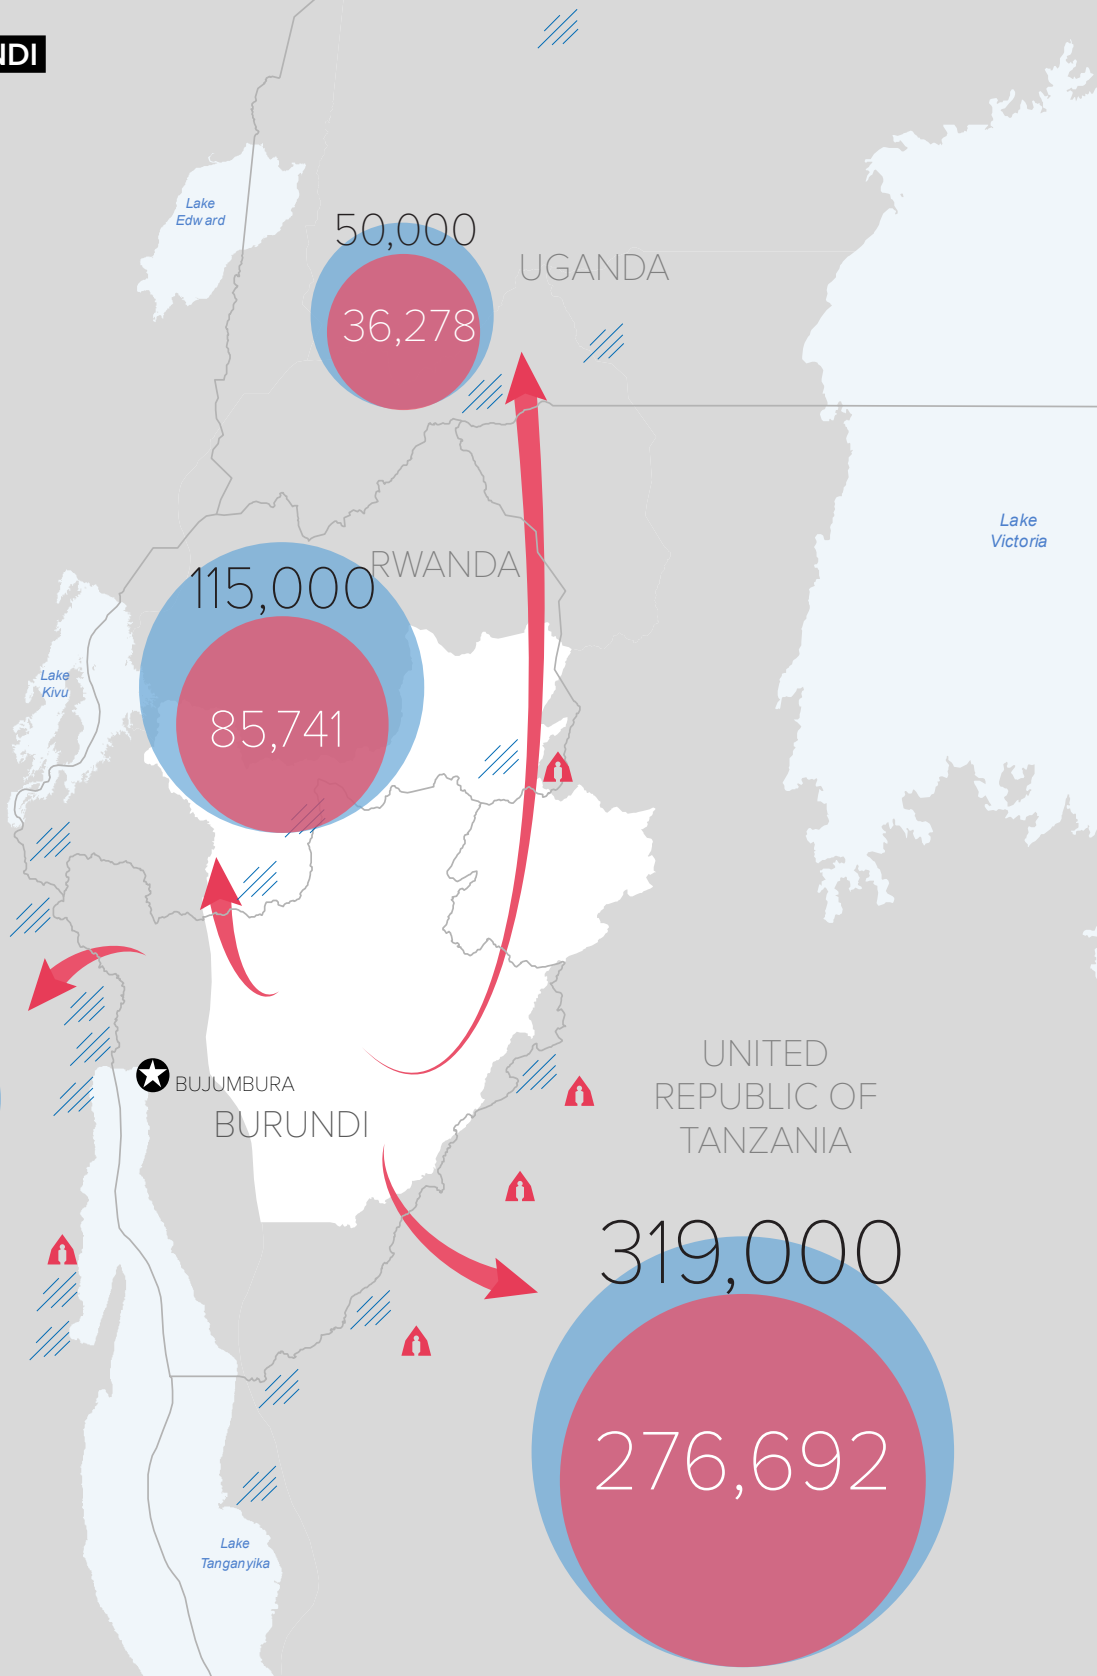 NDI
Lake
Edward
50,000
UGANDA
36,278
Lake
Victoria
RWANDA
115,000
Lake
Kivu
85,741
UNITED
REPUBLIC OF
TANZANIA
BUJUMBURA
BURUNDI
319,000
276,692
Lake
Tanganyika